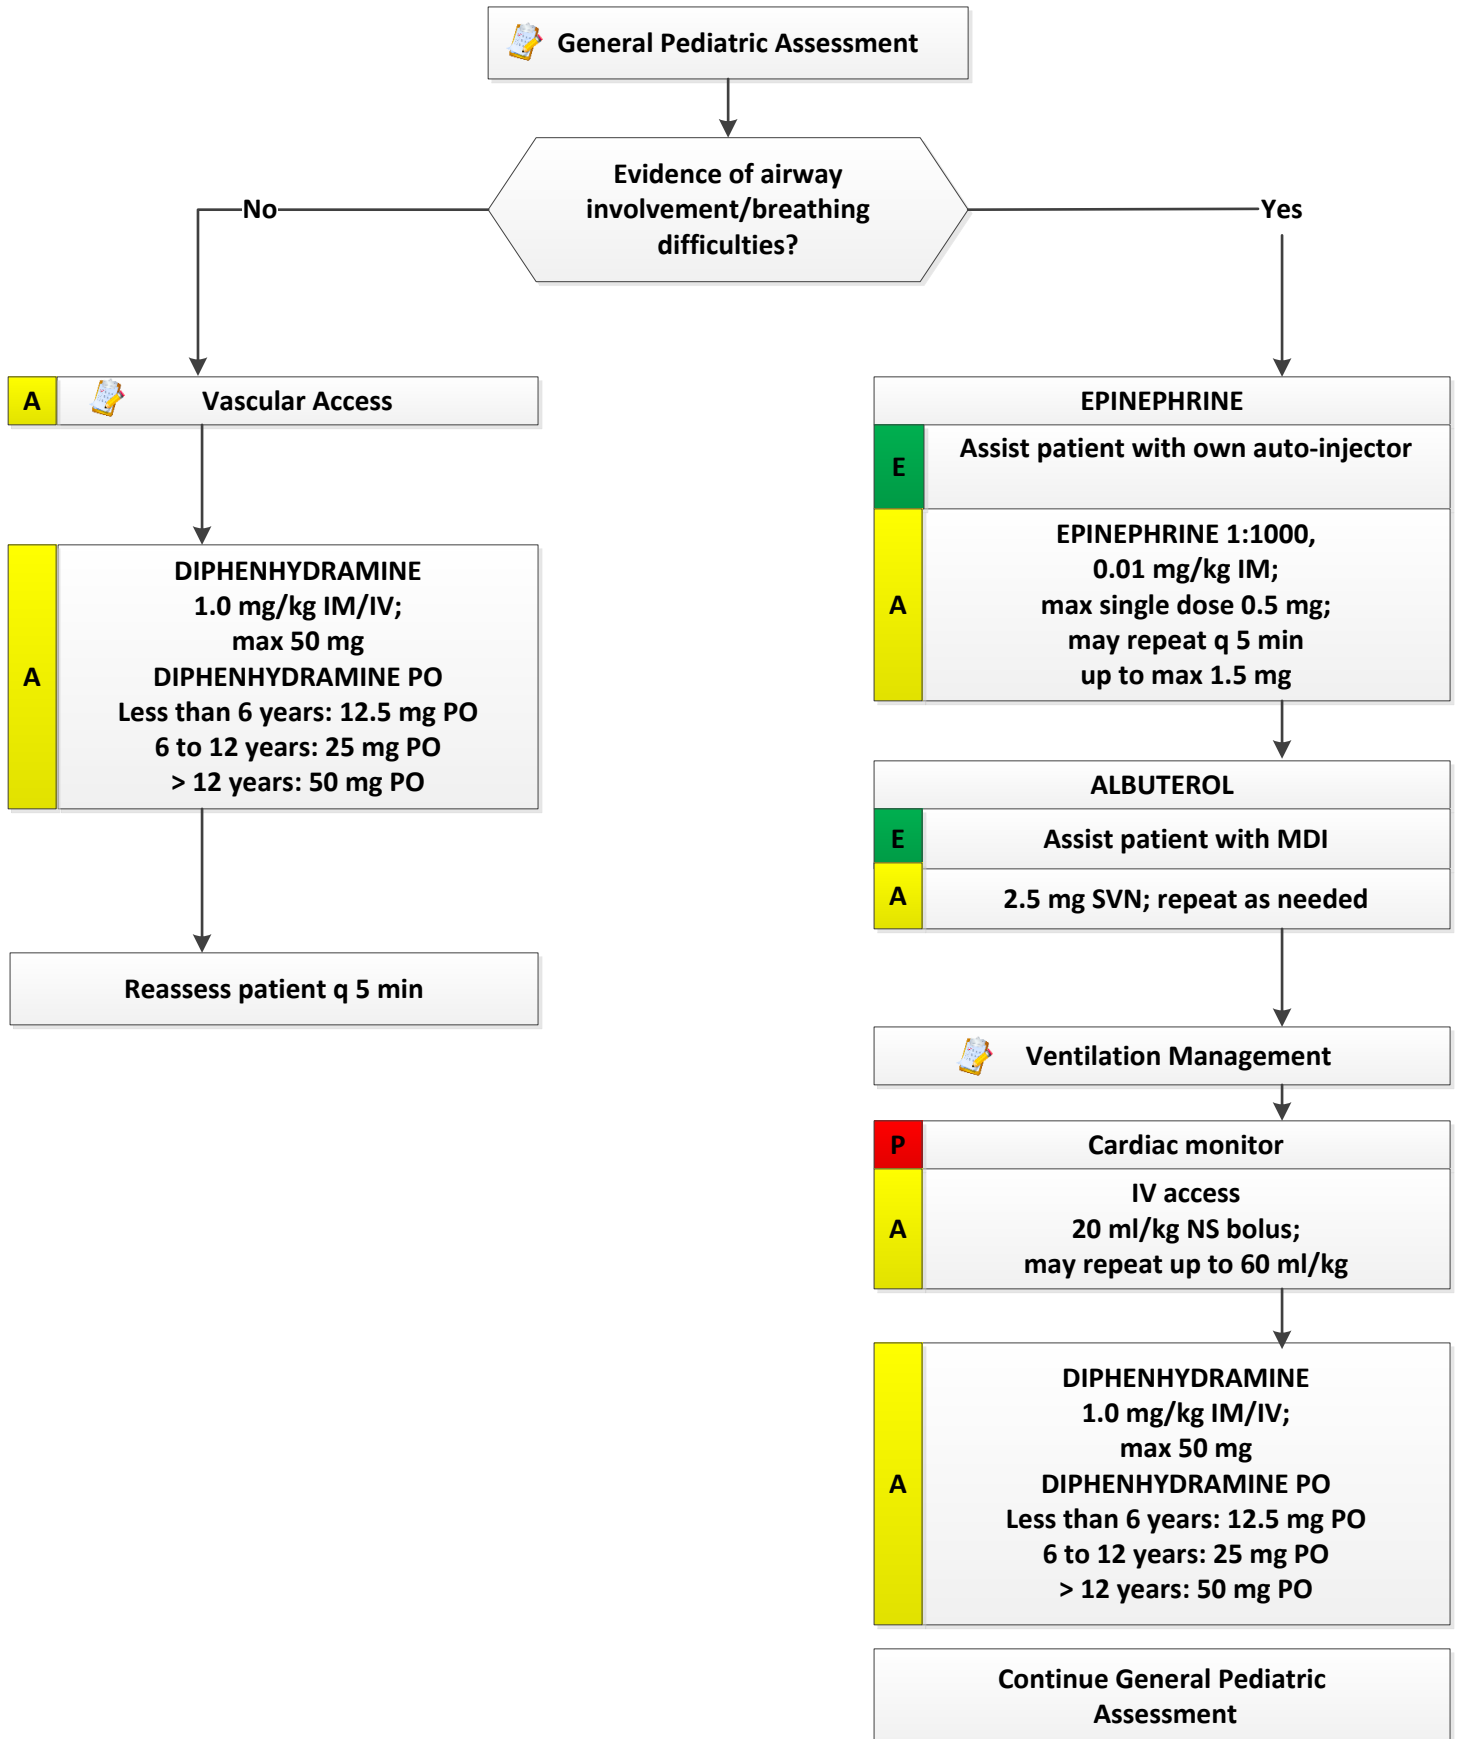 General Pediatric Assessment
Evidence of airway
involvement/breathing
difficulties?
No
Yes
A
Vascular Access
A
DIPHENHYDRAMINE
1.0 mg/kg IM/IV;
max 50 mg
DIPHENHYDRAMINE PO
Less than 6 years: 12.5 mg PO
6 to 12 years: 25 mg PO
> 12 years: 50 mg PO
Reassess patient q 5 min
EPINEPHRINE
E
Assist patient with own auto-injector
A
EPINEPHRINE 1:1000,
0.01 mg/kg IM;
max single dose 0.5 mg;
may repeat q 5 min
up to max 1.5 mg
ALBUTEROL
E
Assist patient with MDI
A
2.5 mg SVN; repeat as needed
Ventilation Management
P
Cardiac monitor
A
IV access
20 ml/kg NS bolus;
may repeat up to 60 ml/kg
A
DIPHENHYDRAMINE
1.0 mg/kg IM/IV;
max 50 mg
DIPHENHYDRAMINE PO
Less than 6 years: 12.5 mg PO
6 to 12 years: 25 mg PO
> 12 years: 50 mg PO
Continue General Pediatric
Assessment